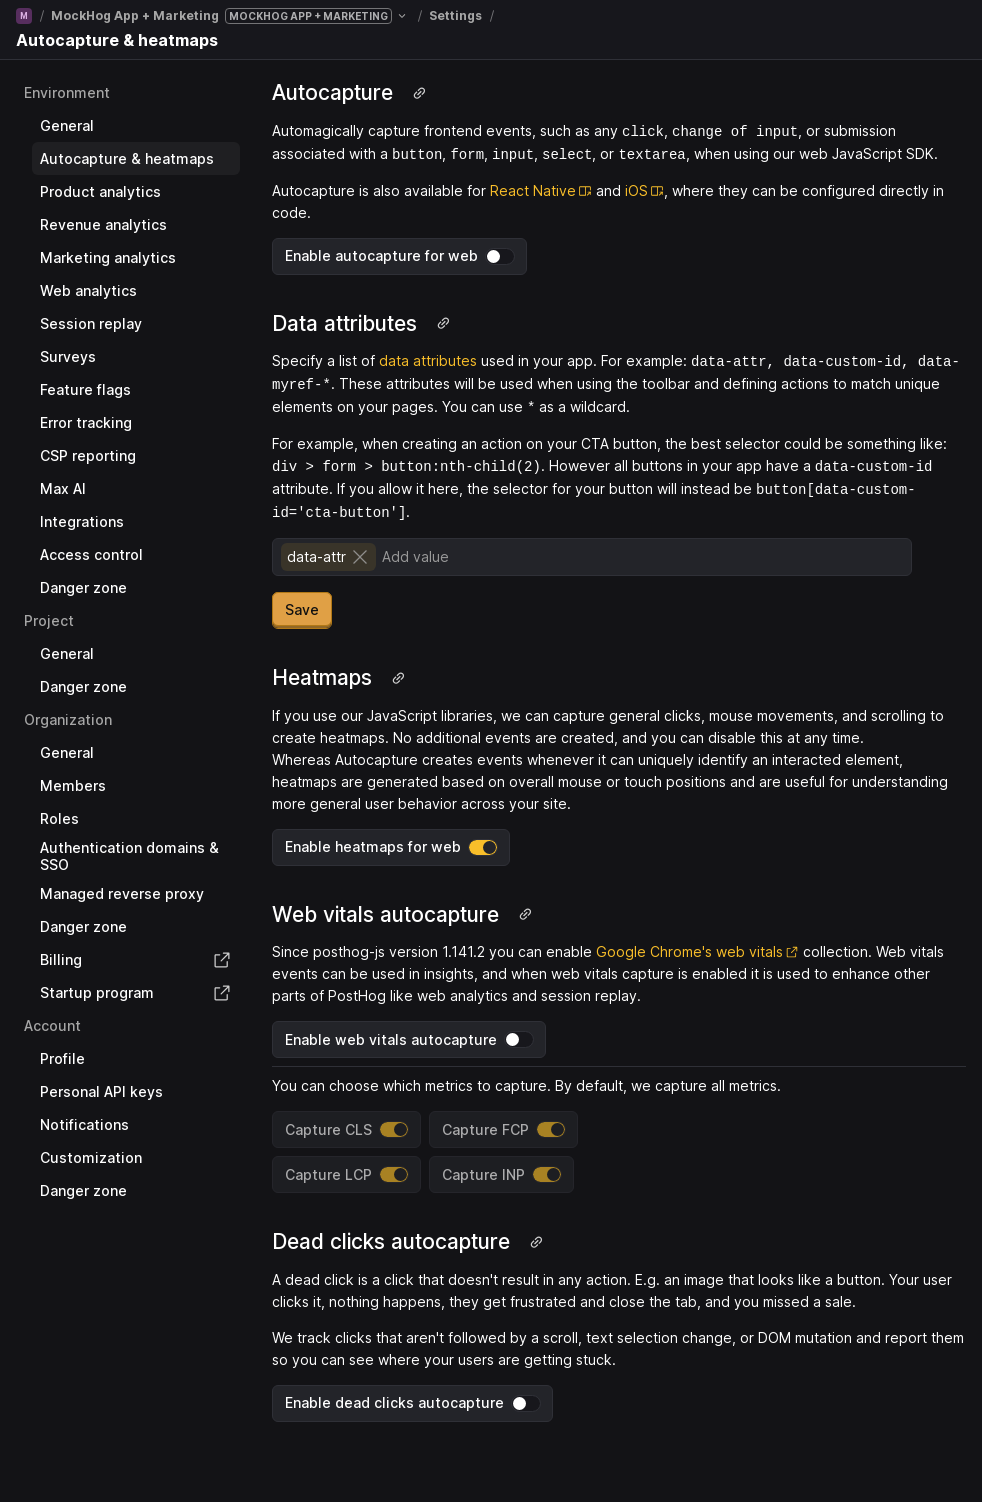 M / MockHog App + Marketing MOCKHOG APP + MARKETING / Settings /
Autocapture & heatmaps
Environment
General
Autocapture & heatmaps
Product analytics
Revenue analytics
Marketing analytics
Web analytics
Session replay
Surveys
Feature flags
Error tracking
CSP reporting
Max AI
Integrations
Access control
Danger zone
Project
General
Danger zone
Organization
General
Members
Roles
Authentication domains &
SSO
Managed reverse proxy
Danger zone
Billing
Startup program
Account
Profile
Personal API keys
Notifications
Customization
Danger zone
Autocapture
Automagically capture frontend events, such as any click, change of input, or submission
associated with a button, form, input, select, or textarea, when using our web JavaScript SDK.
Autocapture is also available for React Native and iOS, where they can be configured directly in
code.
Enable autocapture for web
Data attributes
Specify a list of data attributes used in your app. For example: data-attr, data-custom-id, data-
myref-*. These attributes will be used when using the toolbar and defining actions to match unique
elements on your pages. You can use * as a wildcard.
For example, when creating an action on your CTA button, the best selector could be something like:
div > form > button:nth-child(2). However all buttons in your app have a data-custom-id
attribute. If you allow it here, the selector for your button will instead be button[data-custom-
id='cta-button'].
data-attr Add value
Save
Heatmaps
If you use our JavaScript libraries, we can capture general clicks, mouse movements, and scrolling to
create heatmaps. No additional events are created, and you can disable this at any time.
Whereas Autocapture creates events whenever it can uniquely identify an interacted element,
heatmaps are generated based on overall mouse or touch positions and are useful for understanding
more general user behavior across your site.
Enable heatmaps for web
Web vitals autocapture
Since posthog-js version 1.141.2 you can enable Google Chrome's web vitals collection. Web vitals
events can be used in insights, and when web vitals capture is enabled it is used to enhance other
parts of PostHog like web analytics and session replay.
Enable web vitals autocapture
You can choose which metrics to capture. By default, we capture all metrics.
Capture CLS Capture FCP
Capture LCP Capture INP
Dead clicks autocapture
A dead click is a click that doesn't result in any action. E.g. an image that looks like a button. Your user
clicks it, nothing happens, they get frustrated and close the tab, and you missed a sale.
We track clicks that aren't followed by a scroll, text selection change, or DOM mutation and report them
so you can see where your users are getting stuck.
Enable dead clicks autocapture